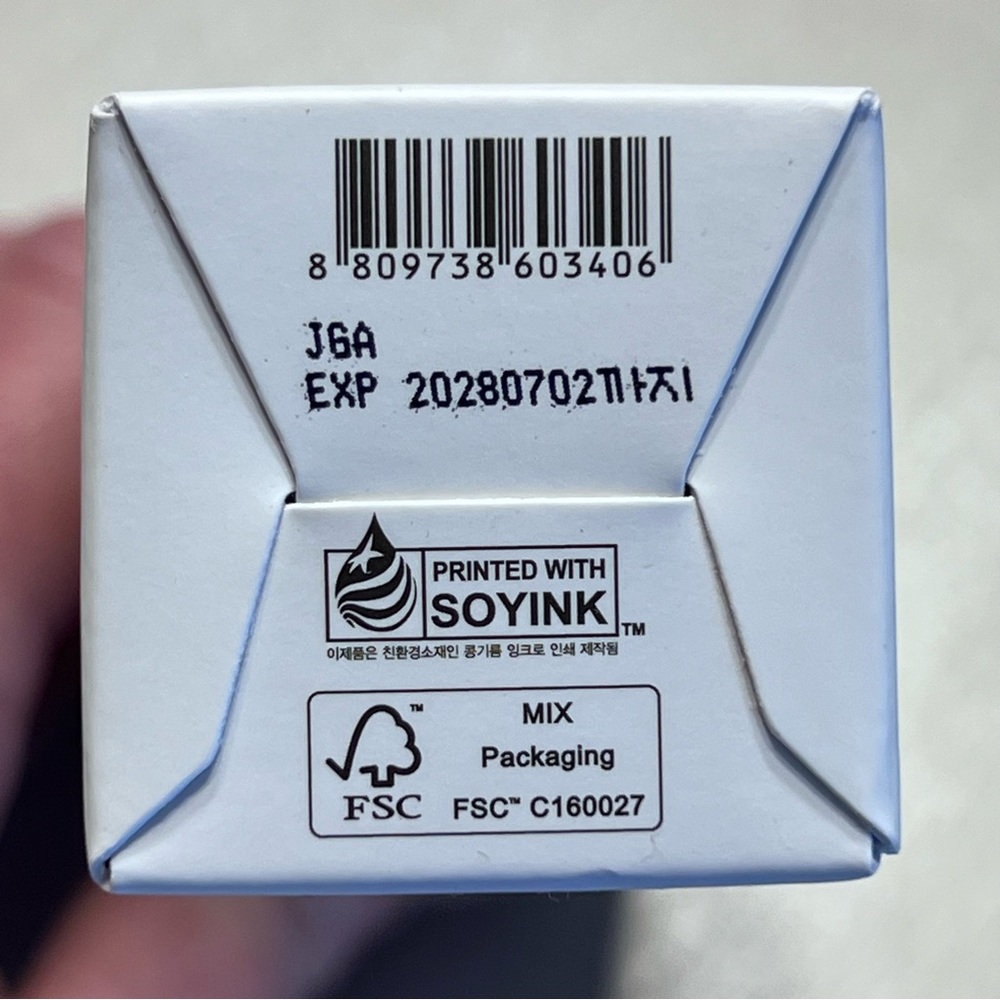 8 809738 603406
JGA
EXP 20280702까지
PRINTED WITH
SOYINK TM
이제품은 친환경소재인 콩기름 잉크로 인쇄 제작됨
TM
MIX
Packaging
FSC
FSC™ C160027